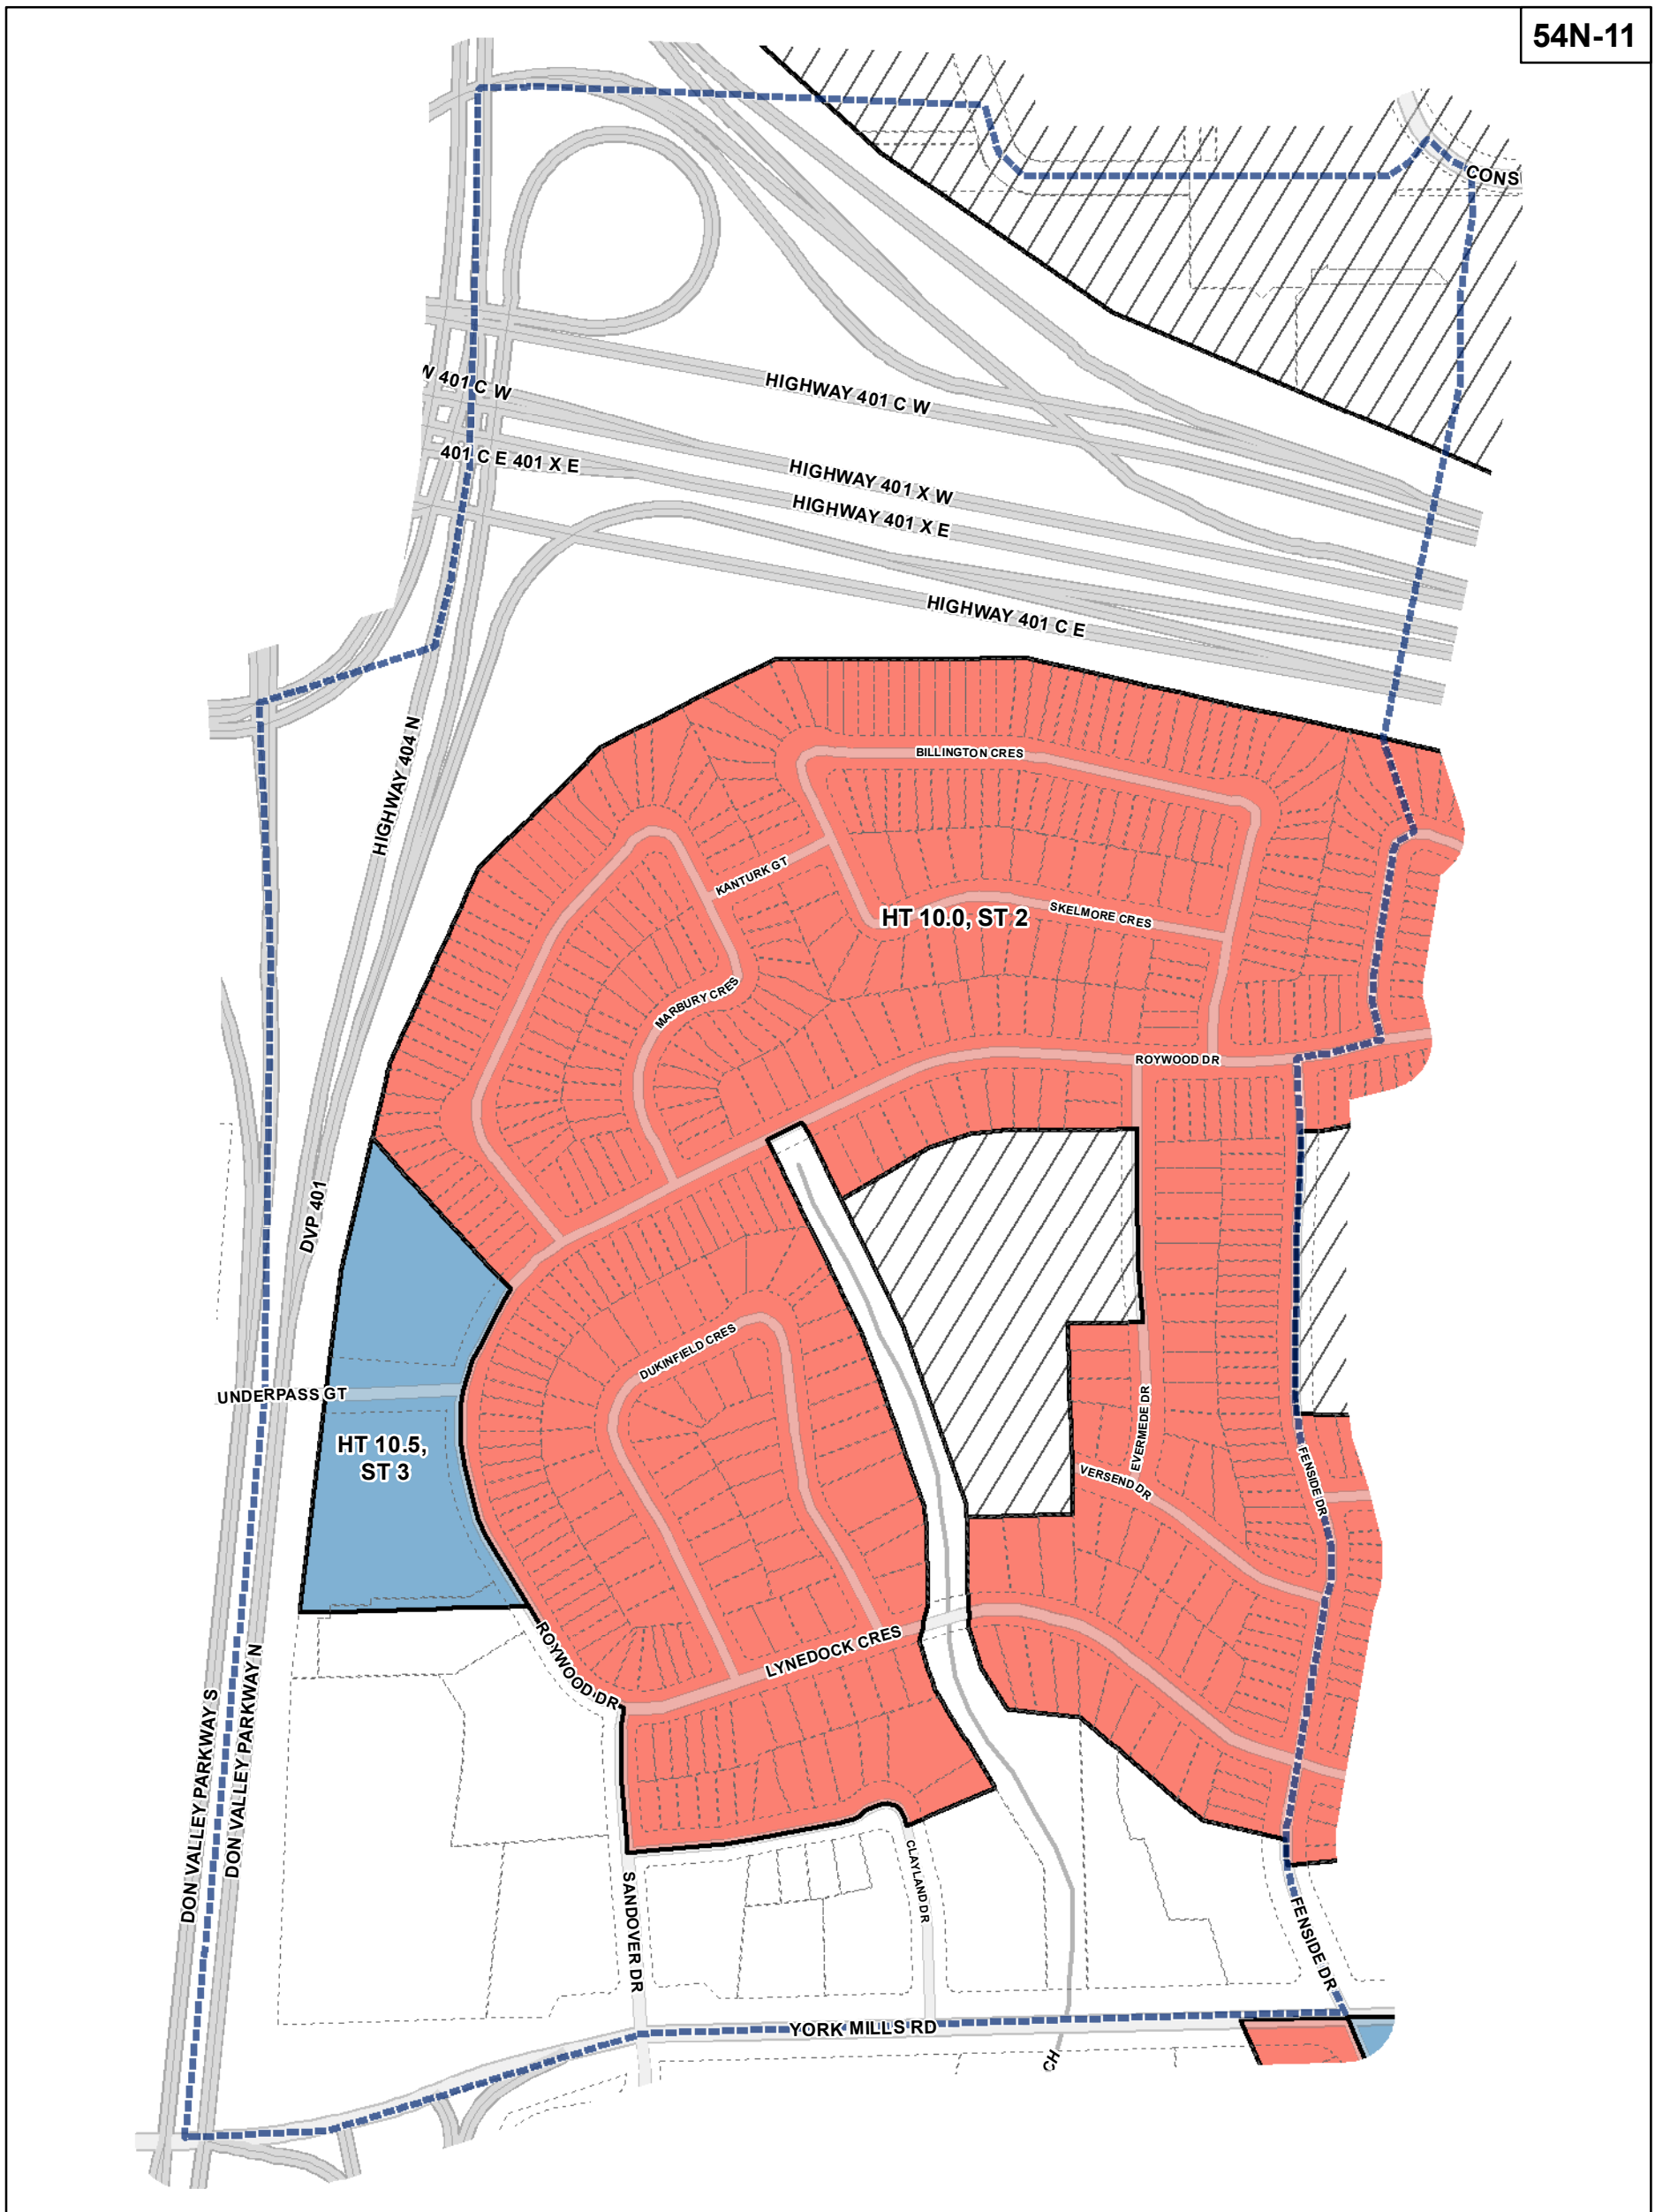 54N-11
CONS
HIGHWAY 401 C W
W 401 C W
401 C E 401 X E
HIGHWAY 401 X W
HIGHWAY 401 X E
HIGHWAY 401 C E
HIGHWAY 404 N
BILLINGTON CRES
KANTURK GT
HT 10.0, ST 2
SKELMORE CRES
MARBURY CRES
ROYWOOD DR
DVP 401
DUKINFIELD CRES
UNDERPASS GT
HT 10.5,
ST 3
EVERMEDE DR
VERSEND DR
FENSIDE DR
ROYWOOD DR
LYNEDOCK CRES
DON VALLEY PARKWAY S
DON VALLEY PARKWAY N
SANDOVER DR
CLAYLAND DR
FENSIDE DR
YORK MILLS RD
CH